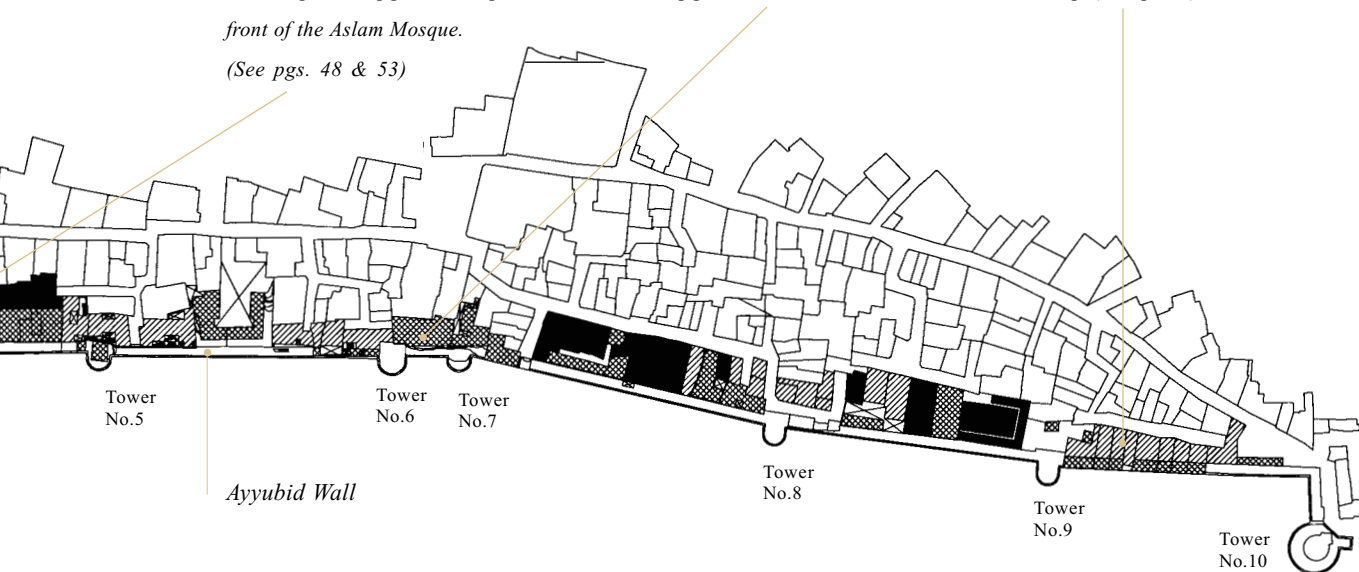 front of the Aslam Mosque.
(See pgs. 48 & 53)
Tower
No.5
Tower
No.6
Tower
No.7
Ayyubid Wall
Tower
No.8
Tower
No.9
Tower
No.10